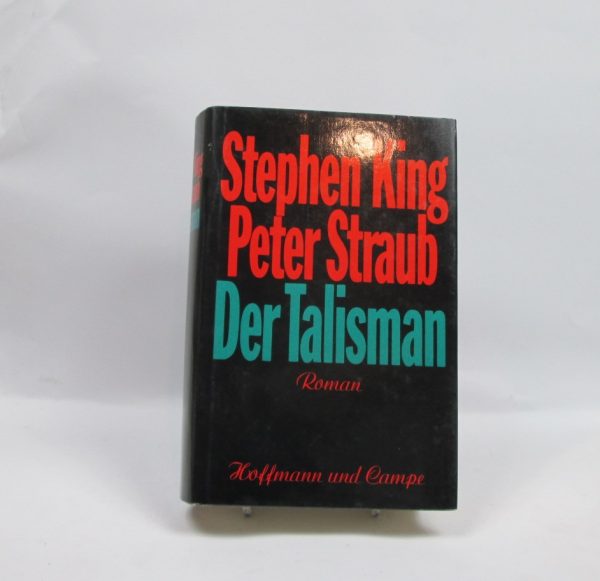 Stephen King
Peter Straub
Der Talisman
Roman
Hoffmann und Campe